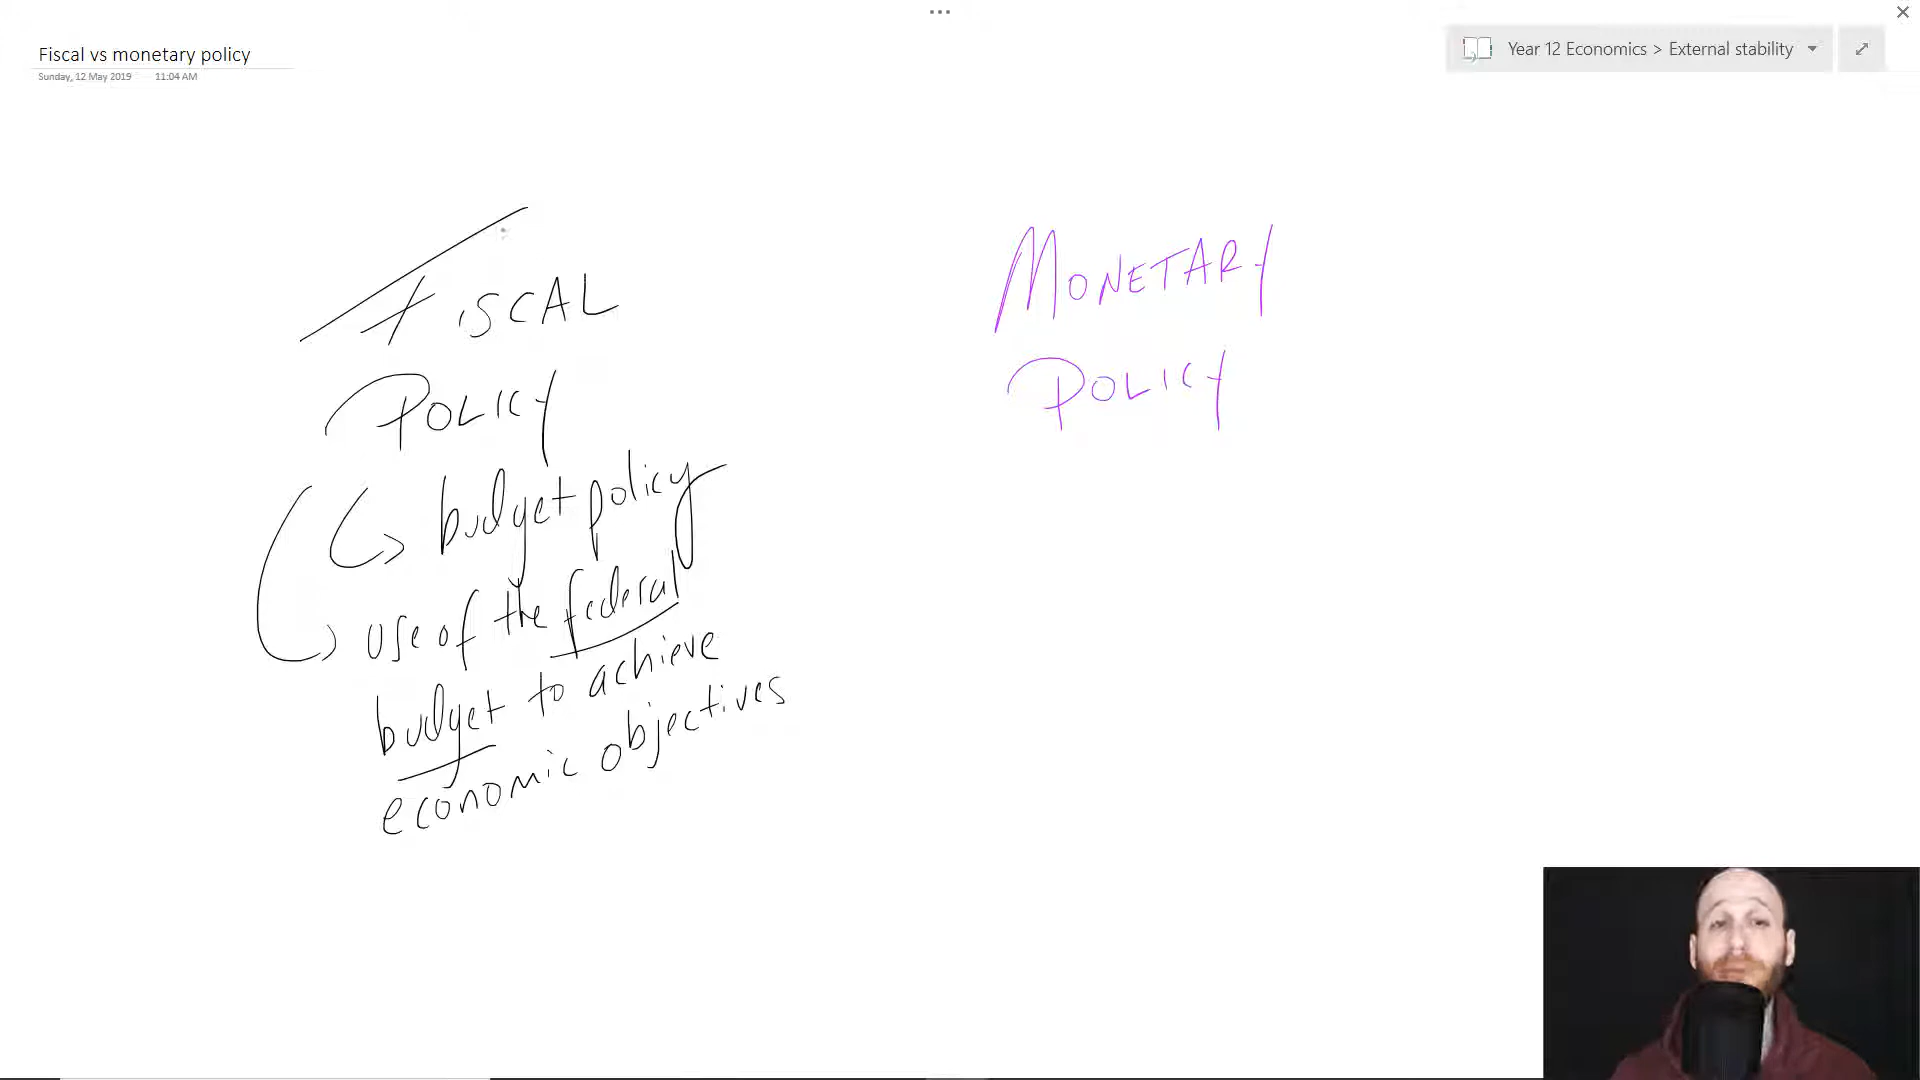 Fiscal vs monetary policy
Sunday, 12 May 2019 11:04 AM
Year 12 Economics > External stability
FISCAL
POLICY
budget policy
use of the federal
budget to achieve
economic objectives
MONETARY
POLICY